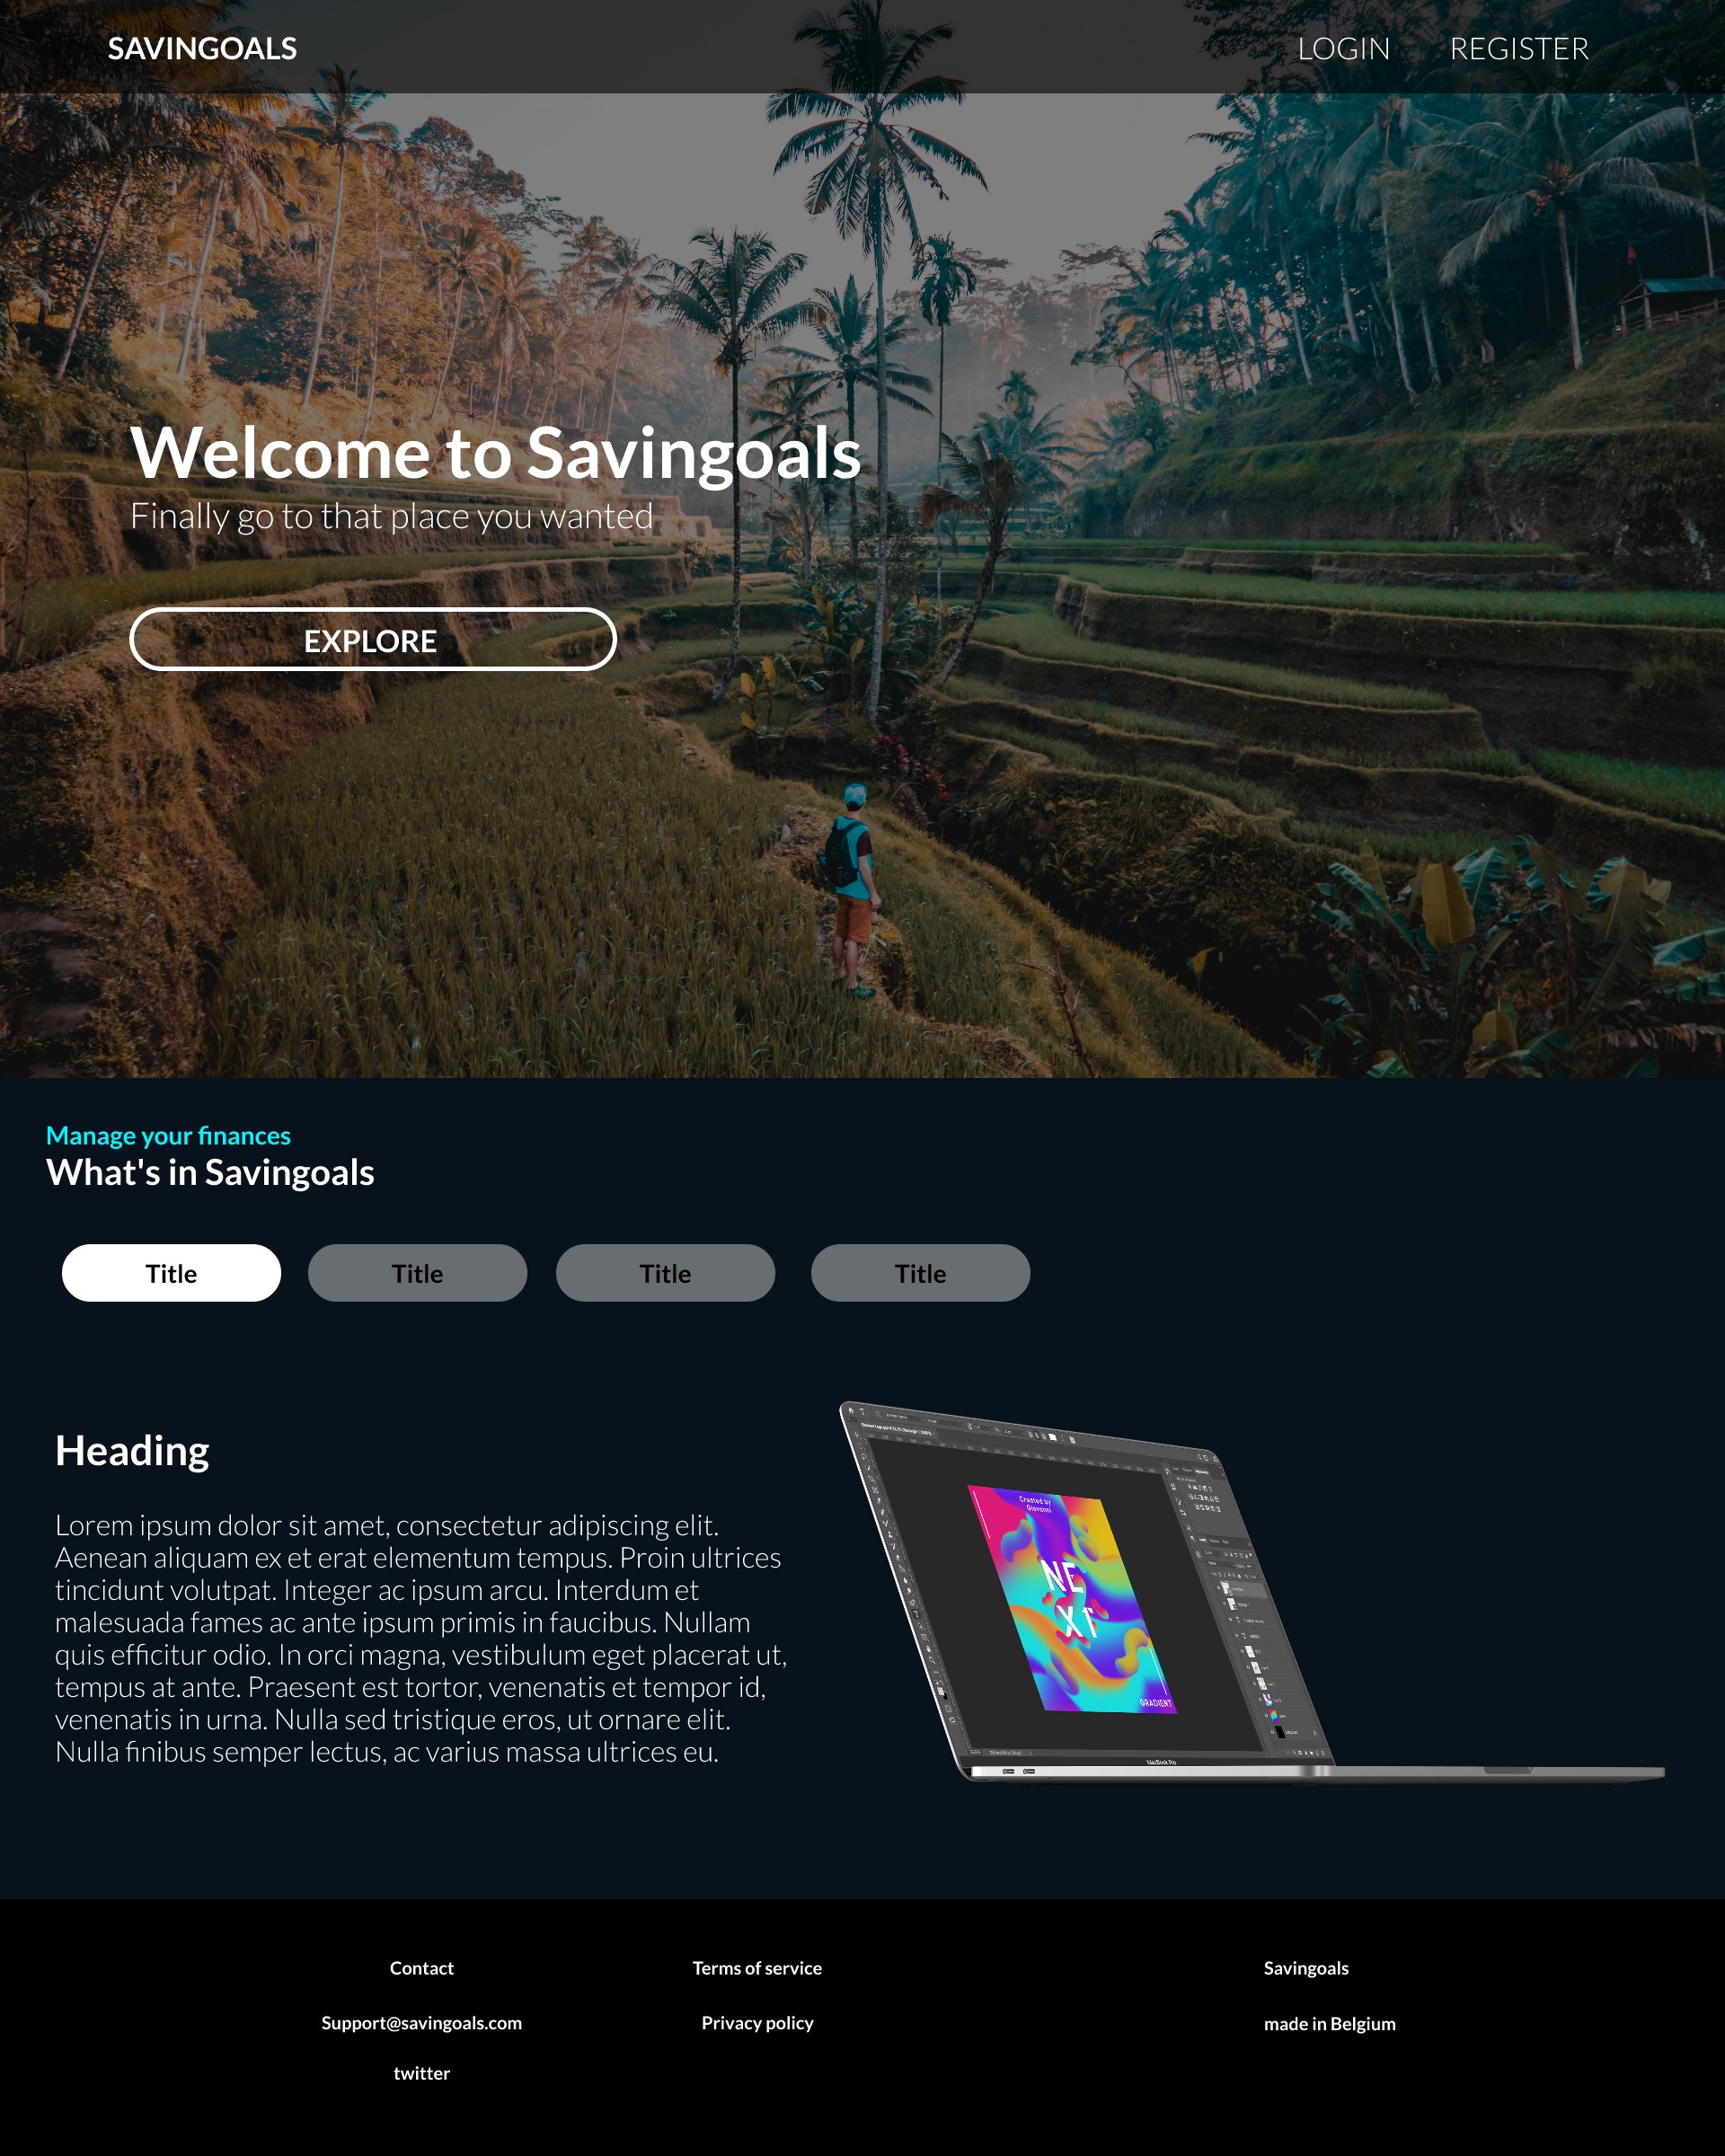 SAVINGOALS
LOGIN
REGISTER
Welcome to Savingoals
Finally go to that place you wanted
EXPLORE
Manage your finances
What's in Savingoals
Title
Title
Title
Title
Heading
Lorem ipsum dolor sit amet, consectetur adipiscing elit.
Aenean aliquam ex et erat elementum tempus. Proin ultrices
tincidunt volutpat. Integer ac ipsum arcu. Interdum et
malesuada fames ac ante ipsum primis in faucibus. Nullam
quis efficitur odio. In orci magna, vestibulum eget placerat ut,
tempus at ante. Praesent est tortor, venenatis et tempor id,
venenatis in urna. Nulla sed tristique eros, ut ornare elit.
Nulla finibus semper lectus, ac varius massa ultrices eu.
Created by
Giovanni
NE
XT
GRADIENT
MacBook Pro
Contact
Terms of service
Savingoals
Support@savingoals.com
Privacy policy
made in Belgium
twitter